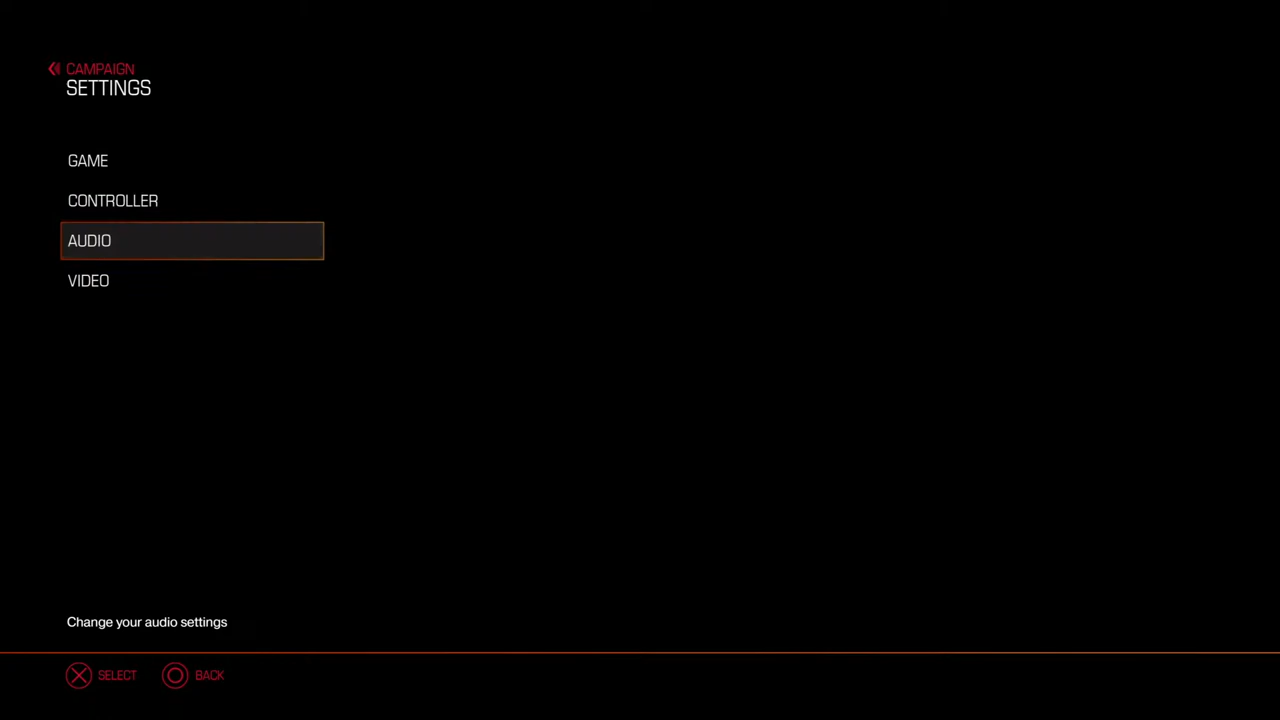 CAMPAIGN
SETTINGS
GAME
CONTROLLER
AUDIO
VIDEO
Change your audio settings
SELECT BACK